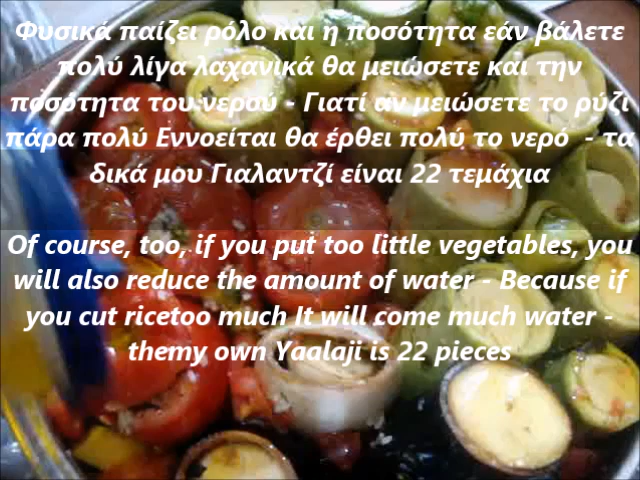 Φυσικά παίζει ρόλο και η ποσότητα εάν βάλετε
πολύ λίγα λαχανικά θα μειώσετε και την
ποσότητα του νερού - Γιατί αν μειώσετε το ρύζι
πάρα πολύ Εννοείται θα έρθει πολύ το νερό - τα
δικά μου Γιαλαντζί είναι 22 τεμάχια
Of course, too, if you put too little vegetables, you
will also reduce the amount of water - Because if
you cut ricetoo much It will come much water -
themy own Yaalaji is 22 pieces